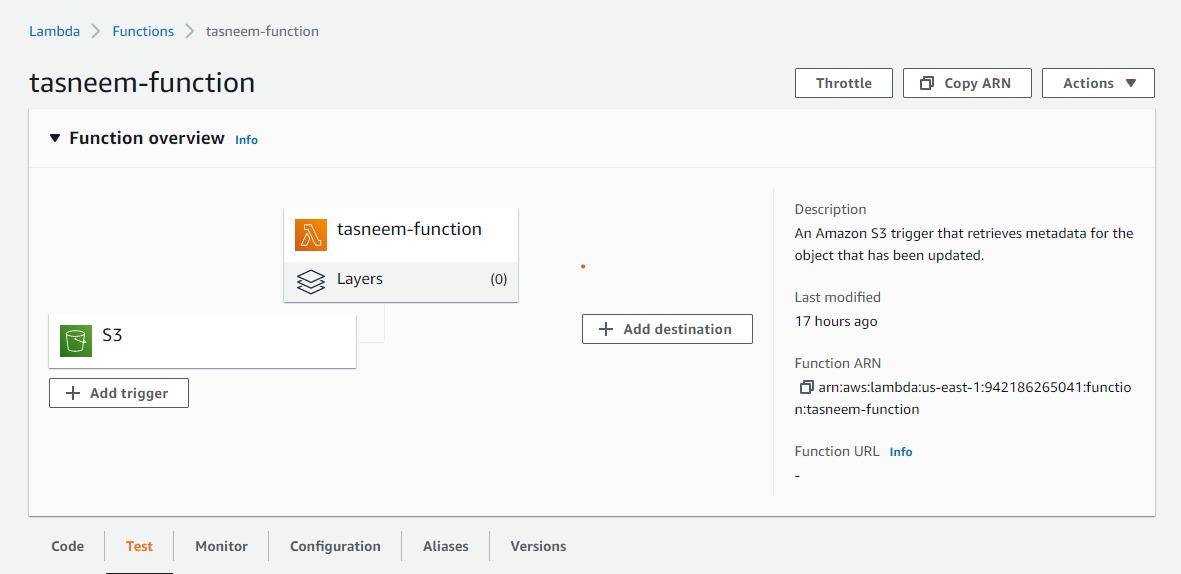 Lambda > Functions > tasneem-function
tasneem-function
Throttle
Copy ARN
Actions
Function overview Info
tasneem-function
Layers (0)
S3
+ Add trigger
+ Add destination
Description
An Amazon S3 trigger that retrieves metadata for the
object that has been updated.
Last modified
17 hours ago
Function ARN
arn:aws:lambda:us-east-1:942186265041:functio
n:tasneem-function
Function URL Info
-
Code
Test
Monitor
Configuration
Aliases
Versions